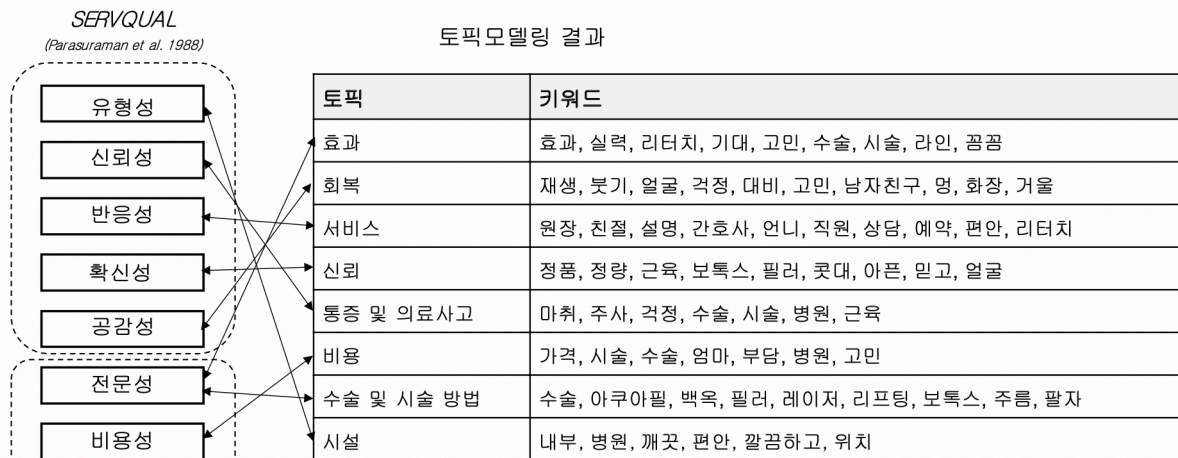 SERVQUAL
(Parasuraman et al. 1988)
토픽모델링 결과
유형성
신뢰성
반응성
확신성
공감성
전문성
비용성
토픽 키워드
효과 효과, 실력, 리터치, 기대, 고민, 수술, 시술, 라인, 꼼꼼
회복 재생, 붓기, 얼굴, 걱정, 대비, 고민, 남자친구, 멍, 화장, 거울
서비스 원장, 친절, 설명, 간호사, 언니, 직원, 상담, 예약, 편안, 리터치
신뢰 정품, 정량, 근육, 보톡스, 필러, 콧대, 아픈, 믿고, 얼굴
통증 및 의료사고 마취, 주사, 걱정, 수술, 시술, 병원, 근육
비용 가격, 시술, 수술, 엄마, 부담, 병원, 고민
수술 및 시술 방법 수술, 아쿠아필, 백옥, 필러, 레이저, 리프팅, 보톡스, 주름, 팔자
시설 내부, 병원, 깨끗, 편안, 깔끔하고, 위치